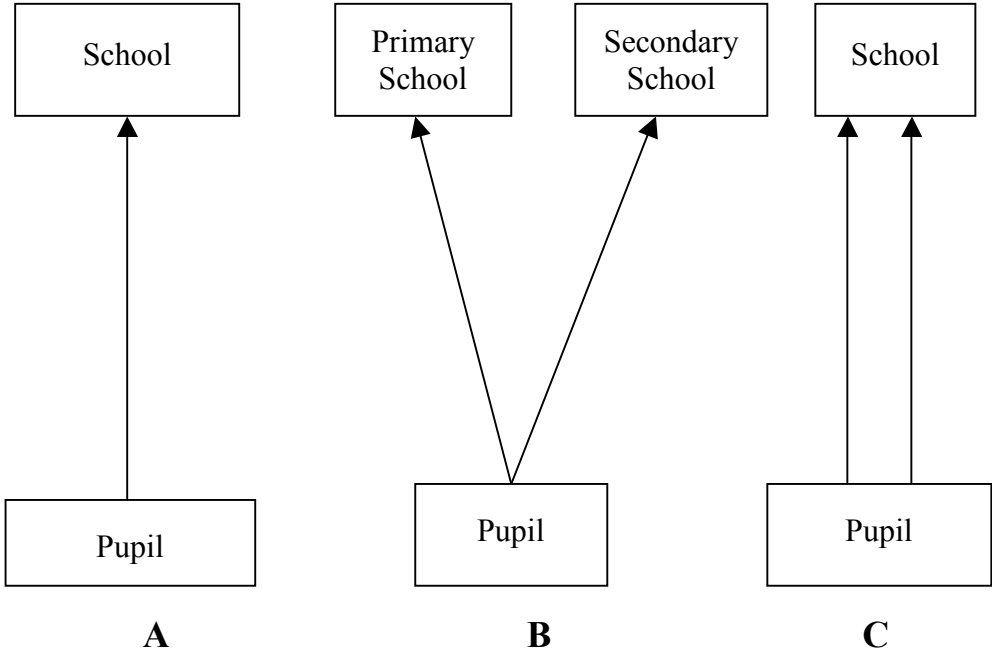 School
Primary
School
Secondary
School
School
Pupil
Pupil
Pupil
A
B
C